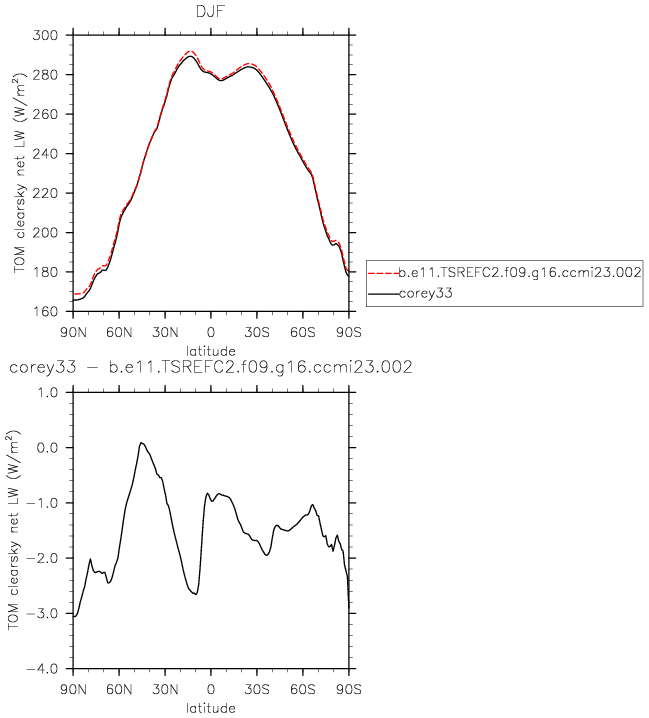 DJF
TOM clearsky net LW (W/m²)
300
280
260
240
220
200
180
160
90N 60N 30N 0 30S 60S 90S
latitude
b.e11.TSREFC2.f09.g16.ccmi23.002
corey33
corey33 − b.e11.TSREFC2.f09.g16.ccmi23.002
TOM clearsky net LW (W/m²)
1.0
0.0
−1.0
−2.0
−3.0
−4.0
90N 60N 30N 0 30S 60S 90S
latitude